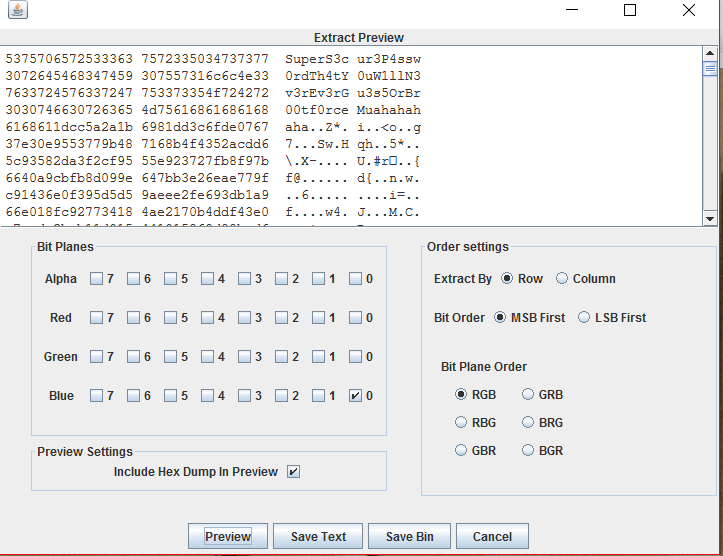 Extract Preview
5375706572533363 7572335034737377 SuperS3c ur3P4ssw
3072645468347459 307557316c6c4e33 0rdTh4tY 0uW1llN3
7633724576337247 753373354f724272 v3rEv3rG u3s5OrBr
3030746630726365 4d75616861686168 00tf0rce Muahahah
6168611dcc5a2a1b 6981dd3c6fde0767 aha..Z*. i..<o..g
37e30e9553779b48 7168b4f4352acdd6 7...Sw.H qh..5*..
5c93582da3f2cf95 55e923727fb8f97b \.X-.... U.#r□..{
6640a9cbfb8d099e 647bb3e26eae779f f@...... d{..n.w.
c91436e0f395d5d5 9aeee2fe693db1a9 ..6..... ....i=..
66e018fc92773418 4ae2170b4ddf43e0 f....w4. J...M.C.
Bit Planes
Alpha 7 6 5 4 3 2 1 0
Red 7 6 5 4 3 2 1 0
Green 7 6 5 4 3 2 1 0
Blue 7 6 5 4 3 2 1 0
Preview Settings
Include Hex Dump In Preview
Order settings
Extract By Row Column
Bit Order MSB First LSB First
Bit Plane Order
RGB GRB
RBG BRG
GBR BGR
Preview Save Text Save Bin Cancel